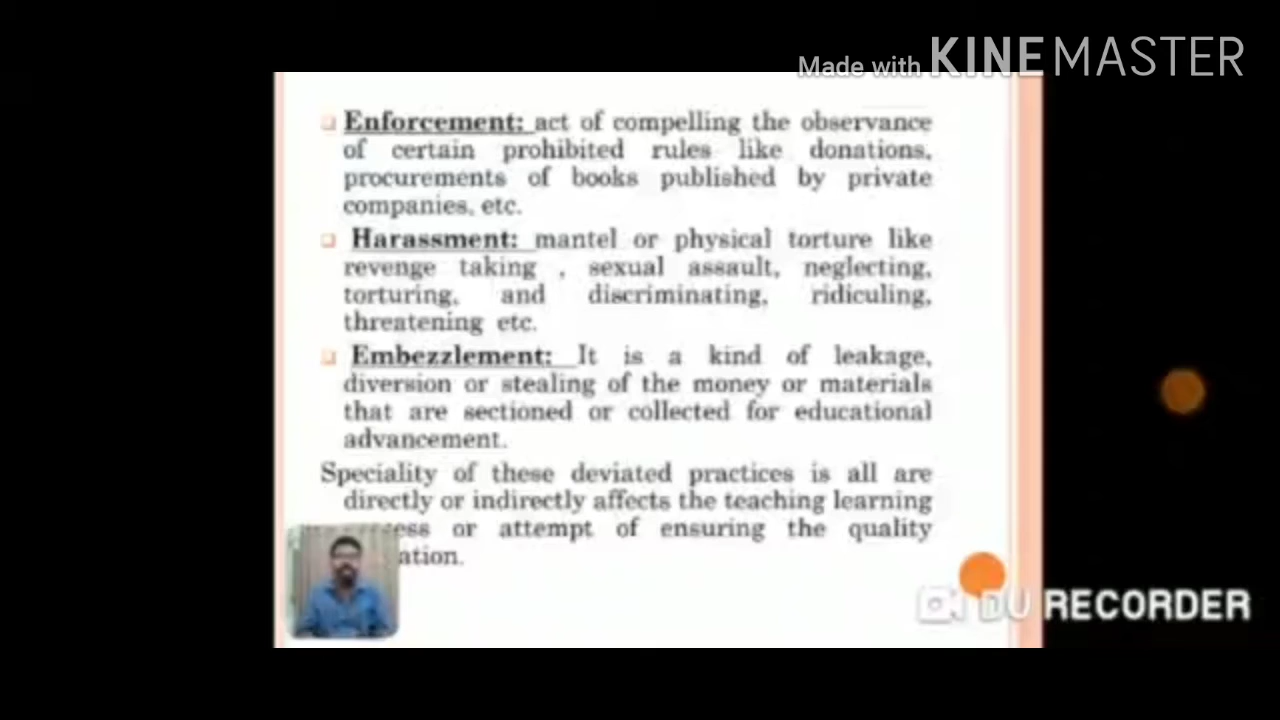 Made with KINEMASTER
Enforcement: act of compelling the observance
of certain prohibited rules like donations,
procurements of books published by private
companies, etc.
Harassment: mantel or physical torture like
revenge taking , sexual assault, neglecting,
torturing, and discriminating, ridiculing,
threatening etc.
Embezzlement: It is a kind of leakage,
diversion or stealing of the money or materials
that are sectioned or collected for educational
advancement.
Speciality of these deviated practices is all are
directly or indirectly affects the teaching learning
ess or attempt of ensuring the quality
ation.
DU RECORDER